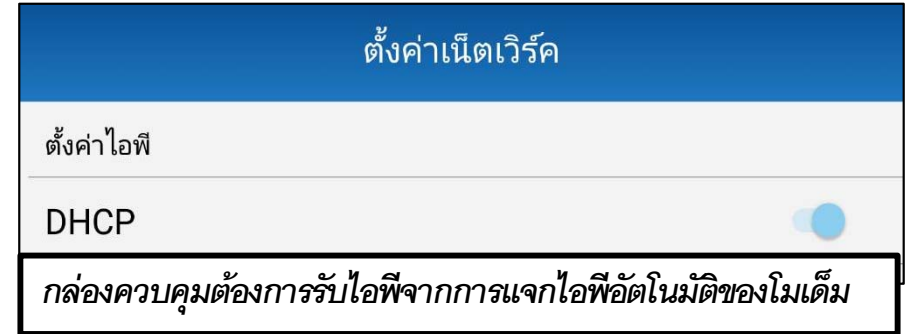 ตั้งค่าเน็ตเวิร์ค
ตั้งค่าไอพี
DHCP
กล่องควบคุมต้องการรับไอพีจากการแจกไอพีอัตโนมัติของโมเด็ม